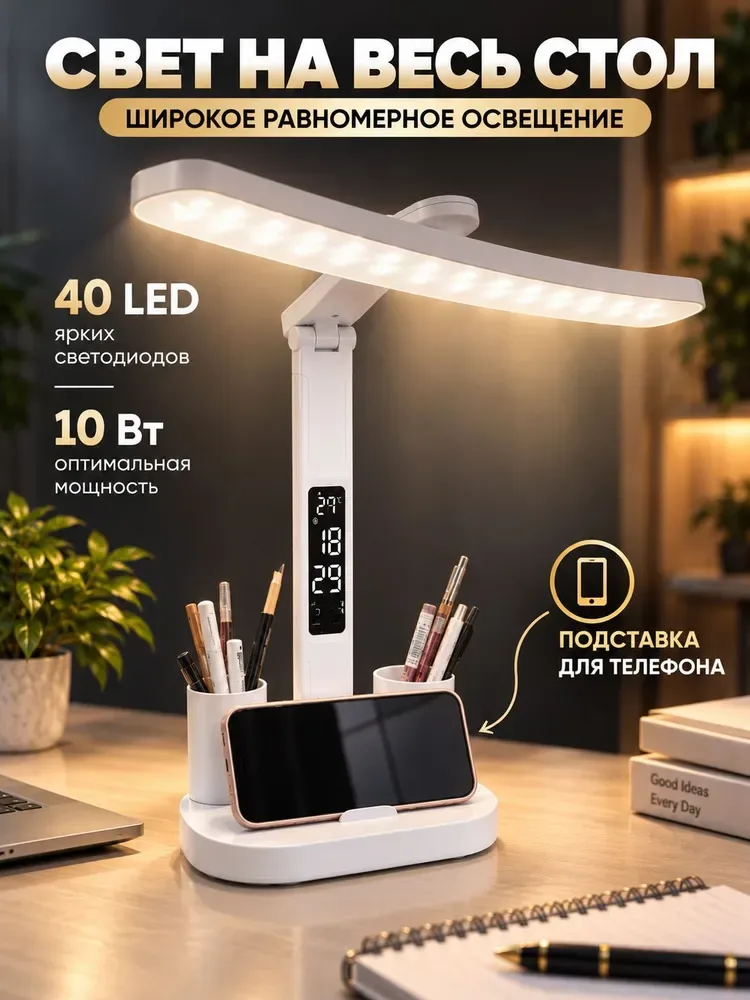 СВЕТ НА ВЕСЬ СТОЛ
ШИРОКОЕ РАВНОМЕРНОЕ ОСВЕЩЕНИЕ
40 LED
ярких
светодиодов
10 Вт
оптимальная
мощность
29°C
18
29
ПОДСТАВКА
ДЛЯ ТЕЛЕФОНА
Good Ideas
Every Day